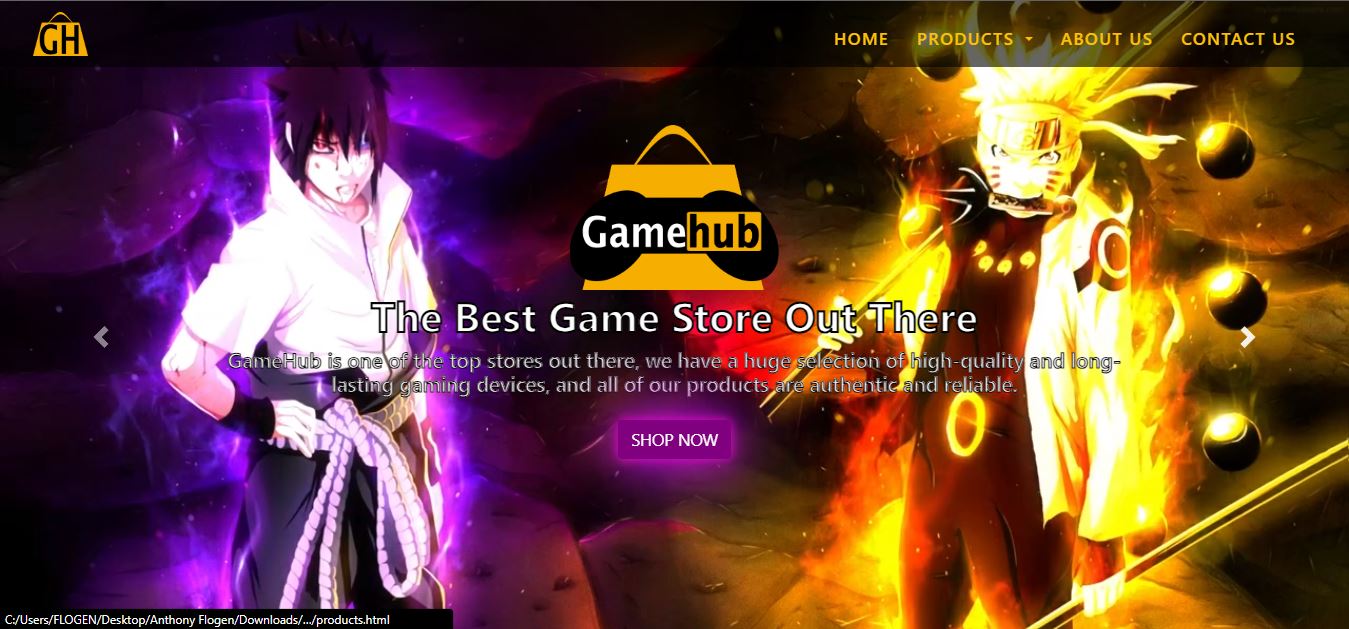 GH
HOME PRODUCTS ABOUT US CONTACT US
Gamehub
The Best Game Store Out There
GameHub is one of the top stores out there, we have a huge selection of high-quality and long-
lasting gaming devices, and all of our products are authentic and reliable.
SHOP NOW
C:/Users/FLOGEN/Desktop/Anthony Flogen/Downloads/.../products.html